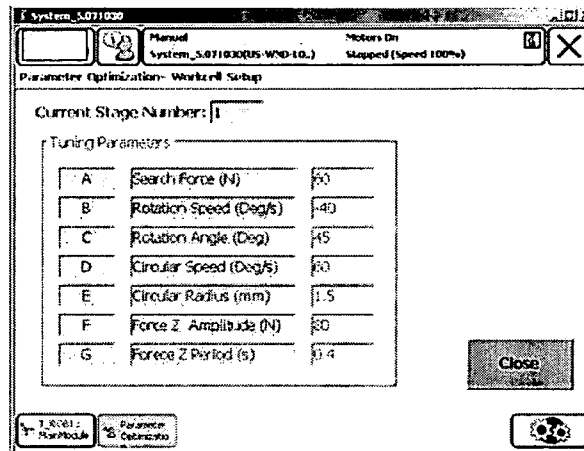 System_5.071030
Manual
Motors On
System_5.071030(US-WND-10..)
Stopped (Speed 100%)
Parameter Optimization- Workcell Setup
Current Stage Number: 1
Tuning Parameters
A Search Force (N) 60
B Rotation Speed (Deg/s) -40
C Rotation Angle (Deg) 45
D Circular Speed (Deg/s) 60
E Circular Radius (mm) 1.5
F Force Z Amplitude (N)
G Forece Z Period (s) 0.4
Close
T_ROB1:
MainModule
Parameter
Optimizatio